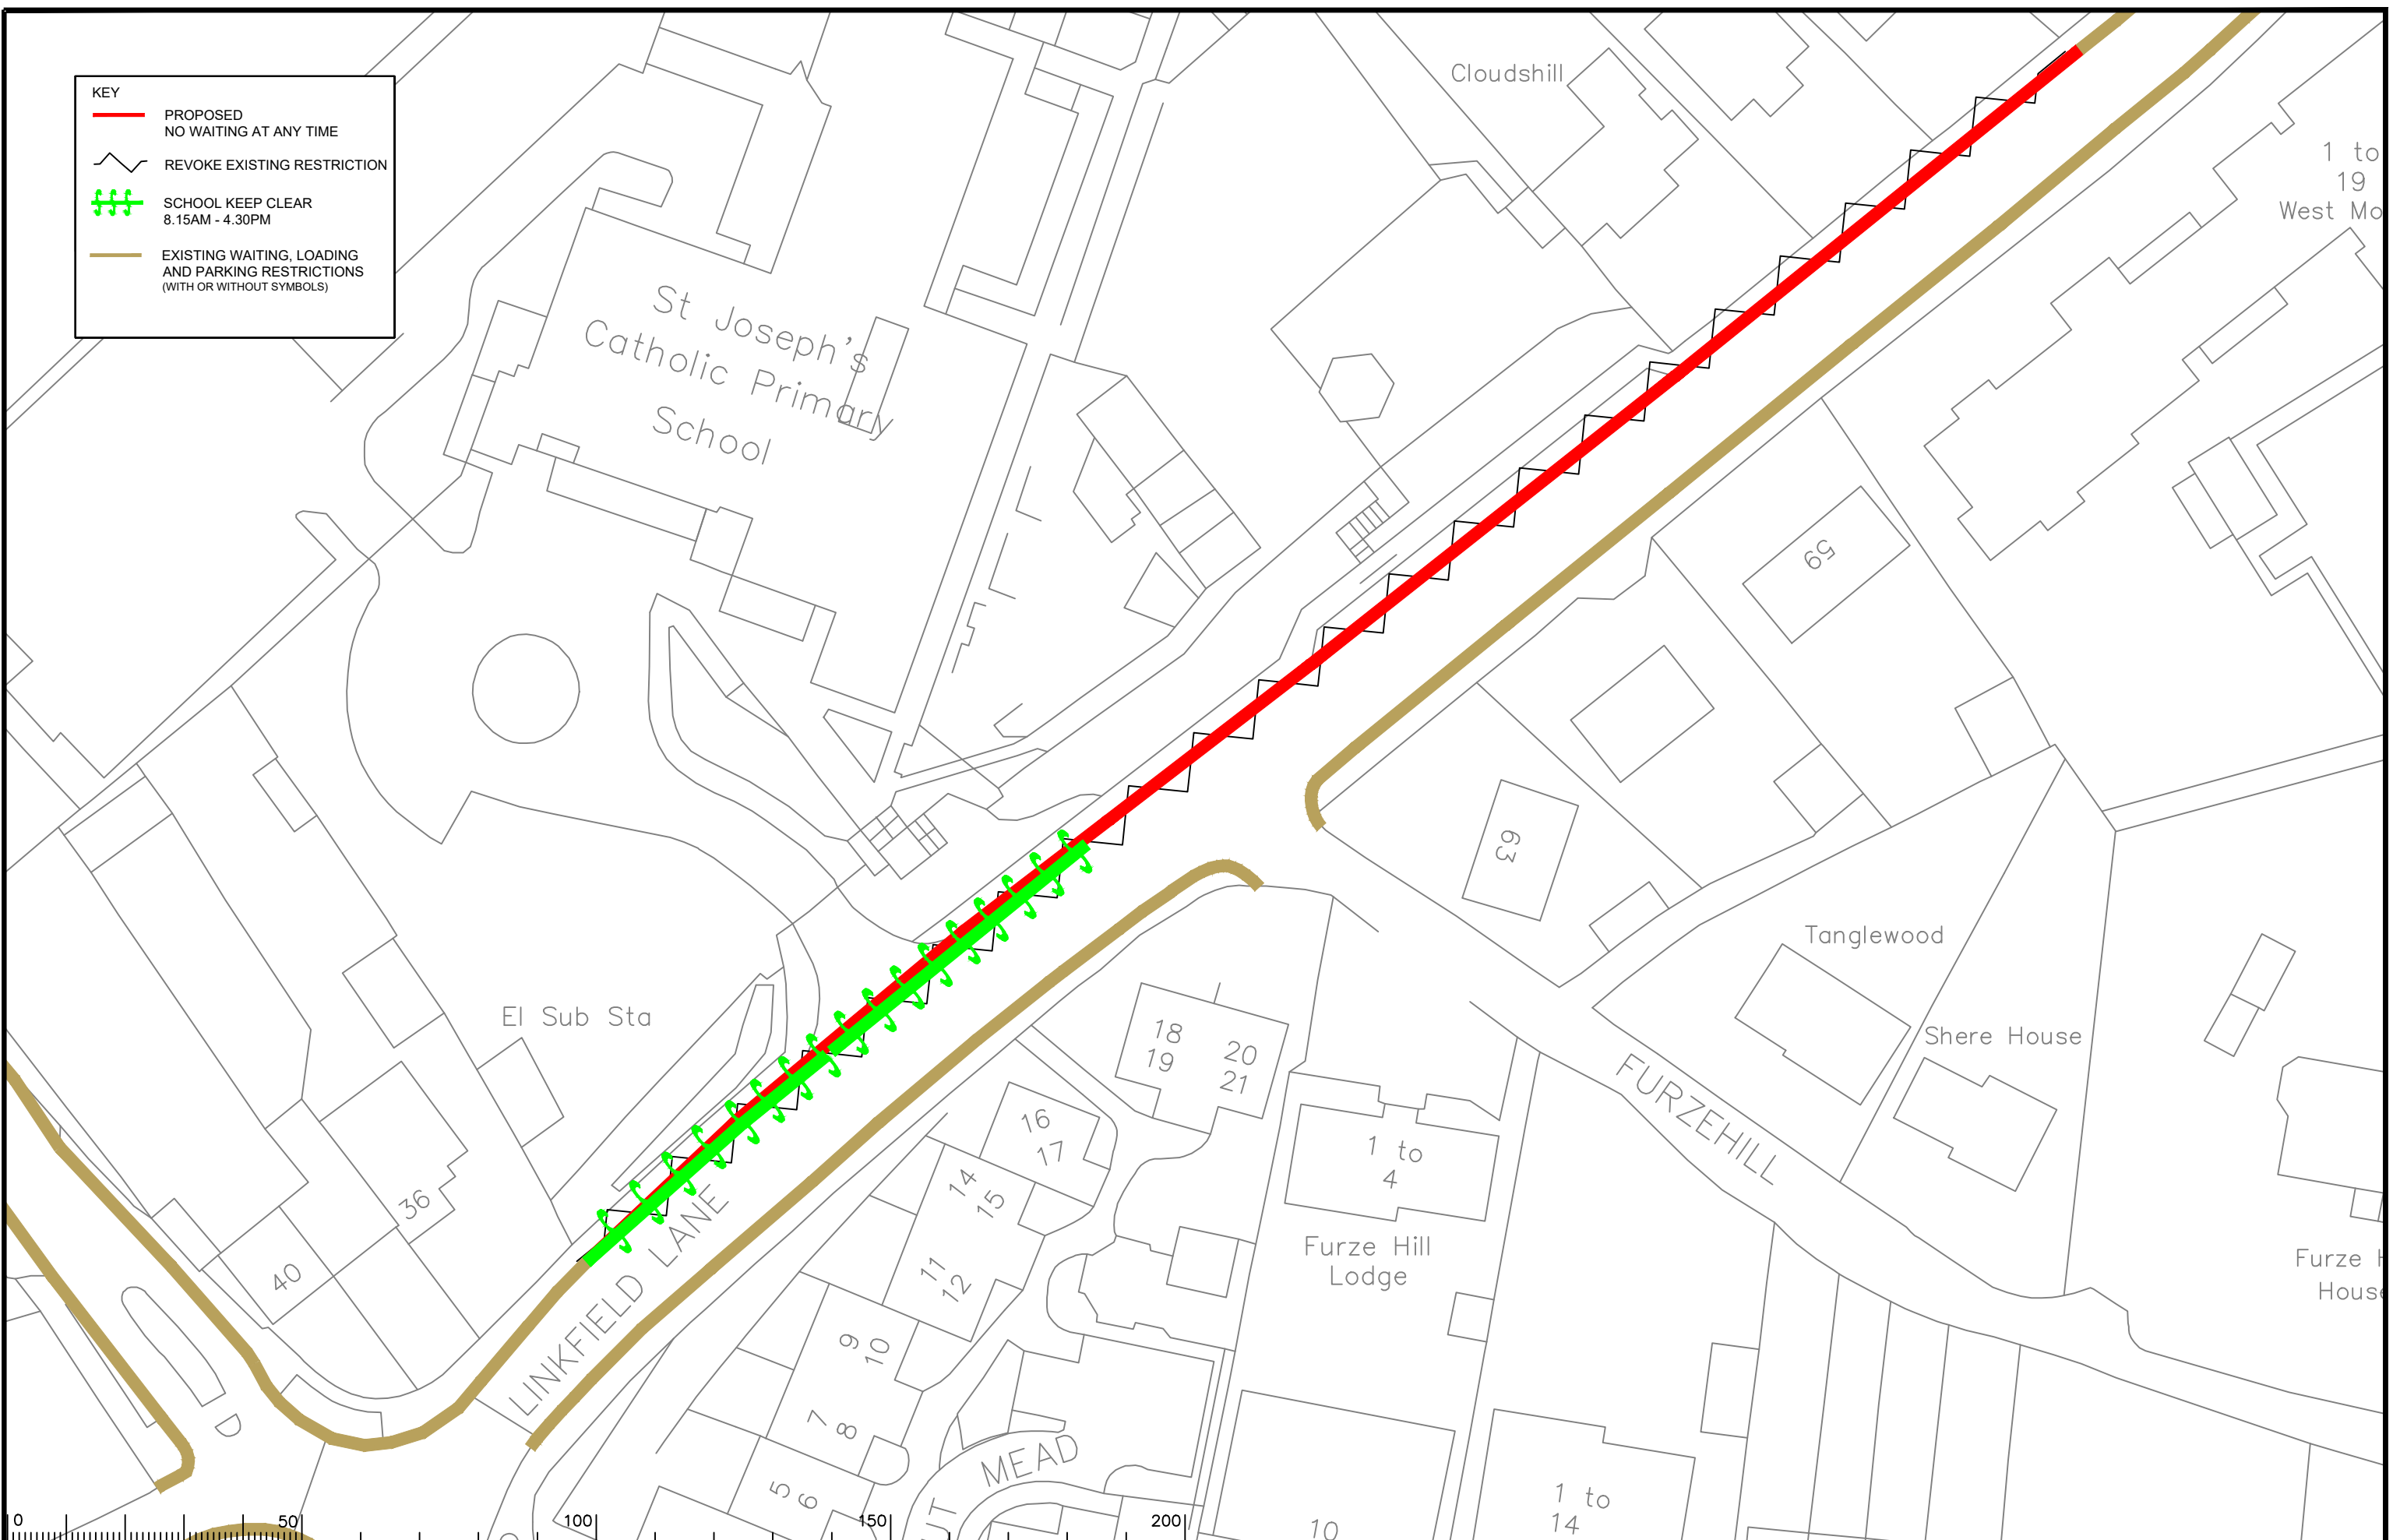 KEY
PROPOSED
NO WAITING AT ANY TIME
REVOKE EXISTING RESTRICTION
SCHOOL KEEP CLEAR
8.15AM - 4.30PM
EXISTING WAITING, LOADING
AND PARKING RESTRICTIONS
(WITH OR WITHOUT SYMBOLS)
Cloudshill
1 to
19
West Mo
St Joseph's
Catholic Primary
School
59
63
Tanglewood
Shere House
El Sub Sta
18
19
20
21
16
17
14
15
11
12
9
10
7
8
5
6
36
40
LINKFIELD LANE
FURZEHILL
1 to
4
Furze Hill
Lodge
Furze H
House
MEAD
UT
1 to
14
10
0
50
100
150
200